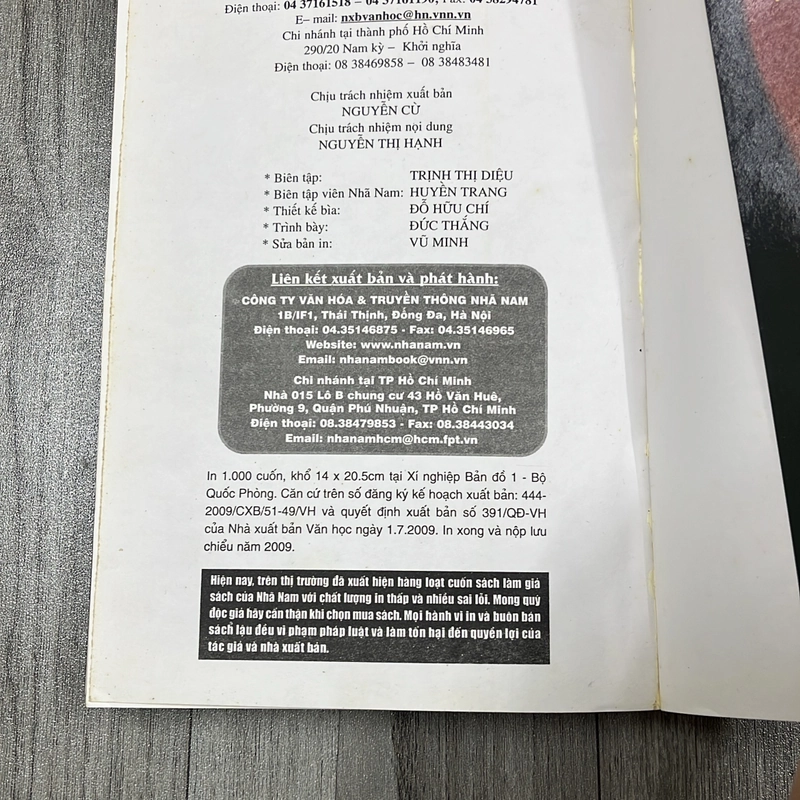 Điện thoại: 04 37161518 – 04 37161190, Fax: 04 38294781
E– mail: nxbvanhoc@hn.vnn.vn
Chi nhánh tại thành phố Hồ Chí Minh
290/20 Nam kỳ – Khởi nghĩa
Điện thoại: 08 38469858 – 08 38483481
Chịu trách nhiệm xuất bản
NGUYỄN CỪ
Chịu trách nhiệm nội dung
NGUYỄN THỊ HẠNH
* Biên tập: TRỊNH THỊ DIỆU
* Biên tập viên Nhã Nam: HUYỀN TRANG
* Thiết kế bìa: ĐỖ HỮU CHÍ
* Trình bày: ĐỨC THẮNG
* Sửa bản in: VŨ MINH
Liên kết xuất bản và phát hành:
CÔNG TY VĂN HÓA & TRUYỀN THÔNG NHÃ NAM
1B/IF1, Thái Thịnh, Đống Đa, Hà Nội
Điện thoại: 04.35146875 - Fax: 04.35146965
Website: www.nhanam.vn
Email: nhanambook@vnn.vn
Chi nhánh tại TP Hồ Chí Minh
Nhà 015 Lô B chung cư 43 Hồ Văn Huê,
Phường 9, Quận Phú Nhuận, TP Hồ Chí Minh
Điện thoại: 08.38479853 - Fax: 08.38443034
Email: nhanamhcm@hcm.fpt.vn
In 1.000 cuốn, khổ 14 x 20.5cm tại Xí nghiệp Bản đồ 1 - Bộ
Quốc Phòng. Căn cứ trên số đăng ký kế hoạch xuất bản: 444-
2009/CXB/51-49/VH và quyết định xuất bản số 391/QĐ-VH
của Nhà xuất bản Văn học ngày 1.7.2009. In xong và nộp lưu
chiểu năm 2009.
Hiện nay, trên thị trường đã xuất hiện hàng loạt cuốn sách làm giả
sách của Nhã Nam với chất lượng in thấp và nhiều sai lỗi. Mong quý
độc giả hãy cẩn thận khi chọn mua sách. Mọi hành vi in và buôn bán
sách lậu đều vi phạm pháp luật và làm tổn hại đến quyền lợi của
tác giả và nhà xuất bản.